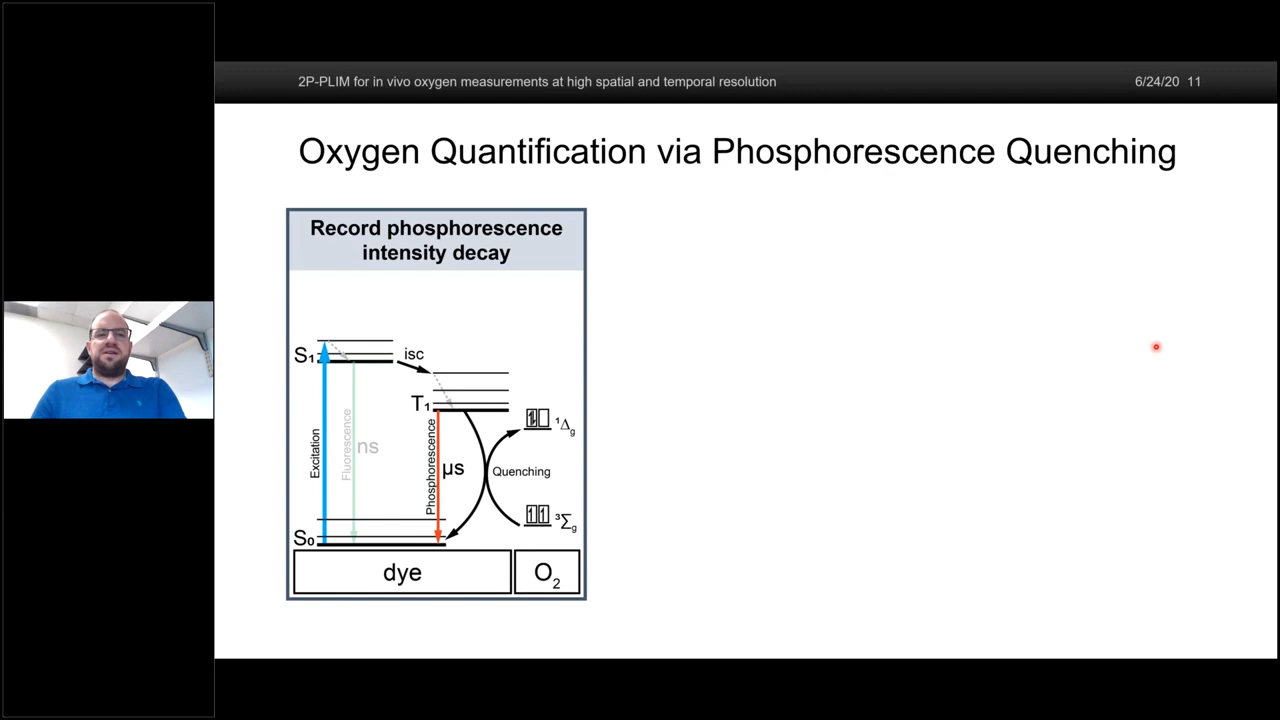 2P-PLIM for in vivo oxygen measurements at high spatial and temporal resolution
6/24/20 11
Oxygen Quantification via Phosphorescence Quenching
Record phosphorescence
intensity decay
S₁
isc
T₁
Excitation
Fluorescence
ns
Phosphorescence
µs
Quenching
¹Δg
³Σg
S₀
dye
O₂